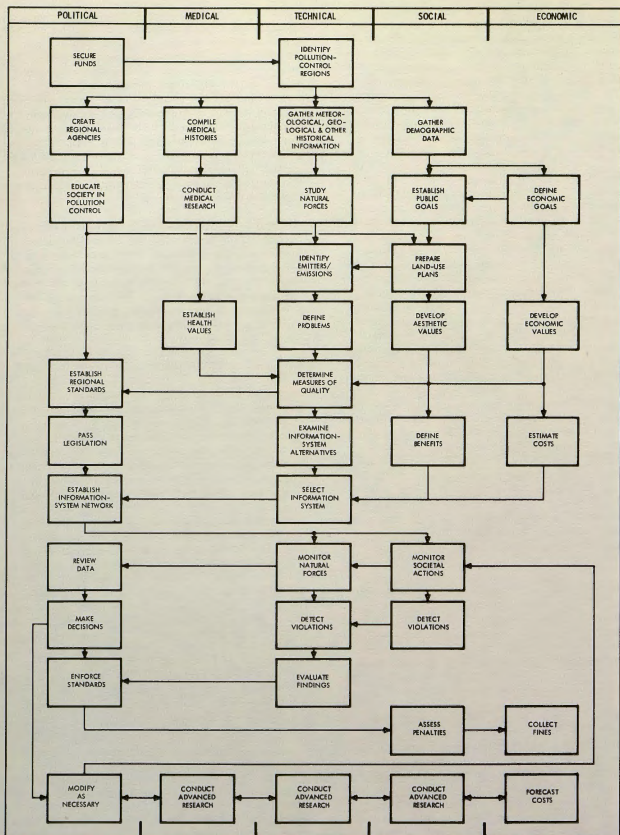 POLITICAL MEDICAL TECHNICAL SOCIAL ECONOMIC
SECURE
FUNDS
IDENTIFY
POLLUTION-
CONTROL
REGIONS
CREATE
REGIONAL
AGENCIES
COMPILE
MEDICAL
HISTORIES
GATHER METEOR-
OLOGICAL, GEO-
LOGICAL & OTHER
HISTORICAL
INFORMATION
GATHER
DEMOGRAPHIC
DATA
EDUCATE
SOCIETY IN
POLLUTION
CONTROL
CONDUCT
MEDICAL
RESEARCH
STUDY
NATURAL
FORCES
ESTABLISH
PUBLIC
GOALS
DEFINE
ECONOMIC
GOALS
IDENTIFY
EMITTERS/
EMISSIONS
PREPARE
LAND-USE
PLANS
ESTABLISH
HEALTH
VALUES
DEFINE
PROBLEMS
DEVELOP
AESTHETIC
VALUES
DEVELOP
ECONOMIC
VALUES
ESTABLISH
REGIONAL
STANDARDS
DETERMINE
MEASURES OF
QUALITY
PASS
LEGISLATION
EXAMINE
INFORMATION-
SYSTEM
ALTERNATIVES
DEFINE
BENEFITS
ESTIMATE
COSTS
ESTABLISH
INFORMATION-
SYSTEM NETWORK
SELECT
INFORMATION
SYSTEM
REVIEW
DATA
MONITOR
NATURAL
FORCES
MONITOR
SOCIETAL
ACTIONS
MAKE
DECISIONS
DETECT
VIOLATIONS
DETECT
VIOLATIONS
ENFORCE
STANDARDS
EVALUATE
FINDINGS
ASSESS
PENALTIES
COLLECT
FINES
MODIFY
AS
NECESSARY
CONDUCT
ADVANCED
RESEARCH
CONDUCT
ADVANCED
RESEARCH
CONDUCT
ADVANCED
RESEARCH
FORECAST
COSTS